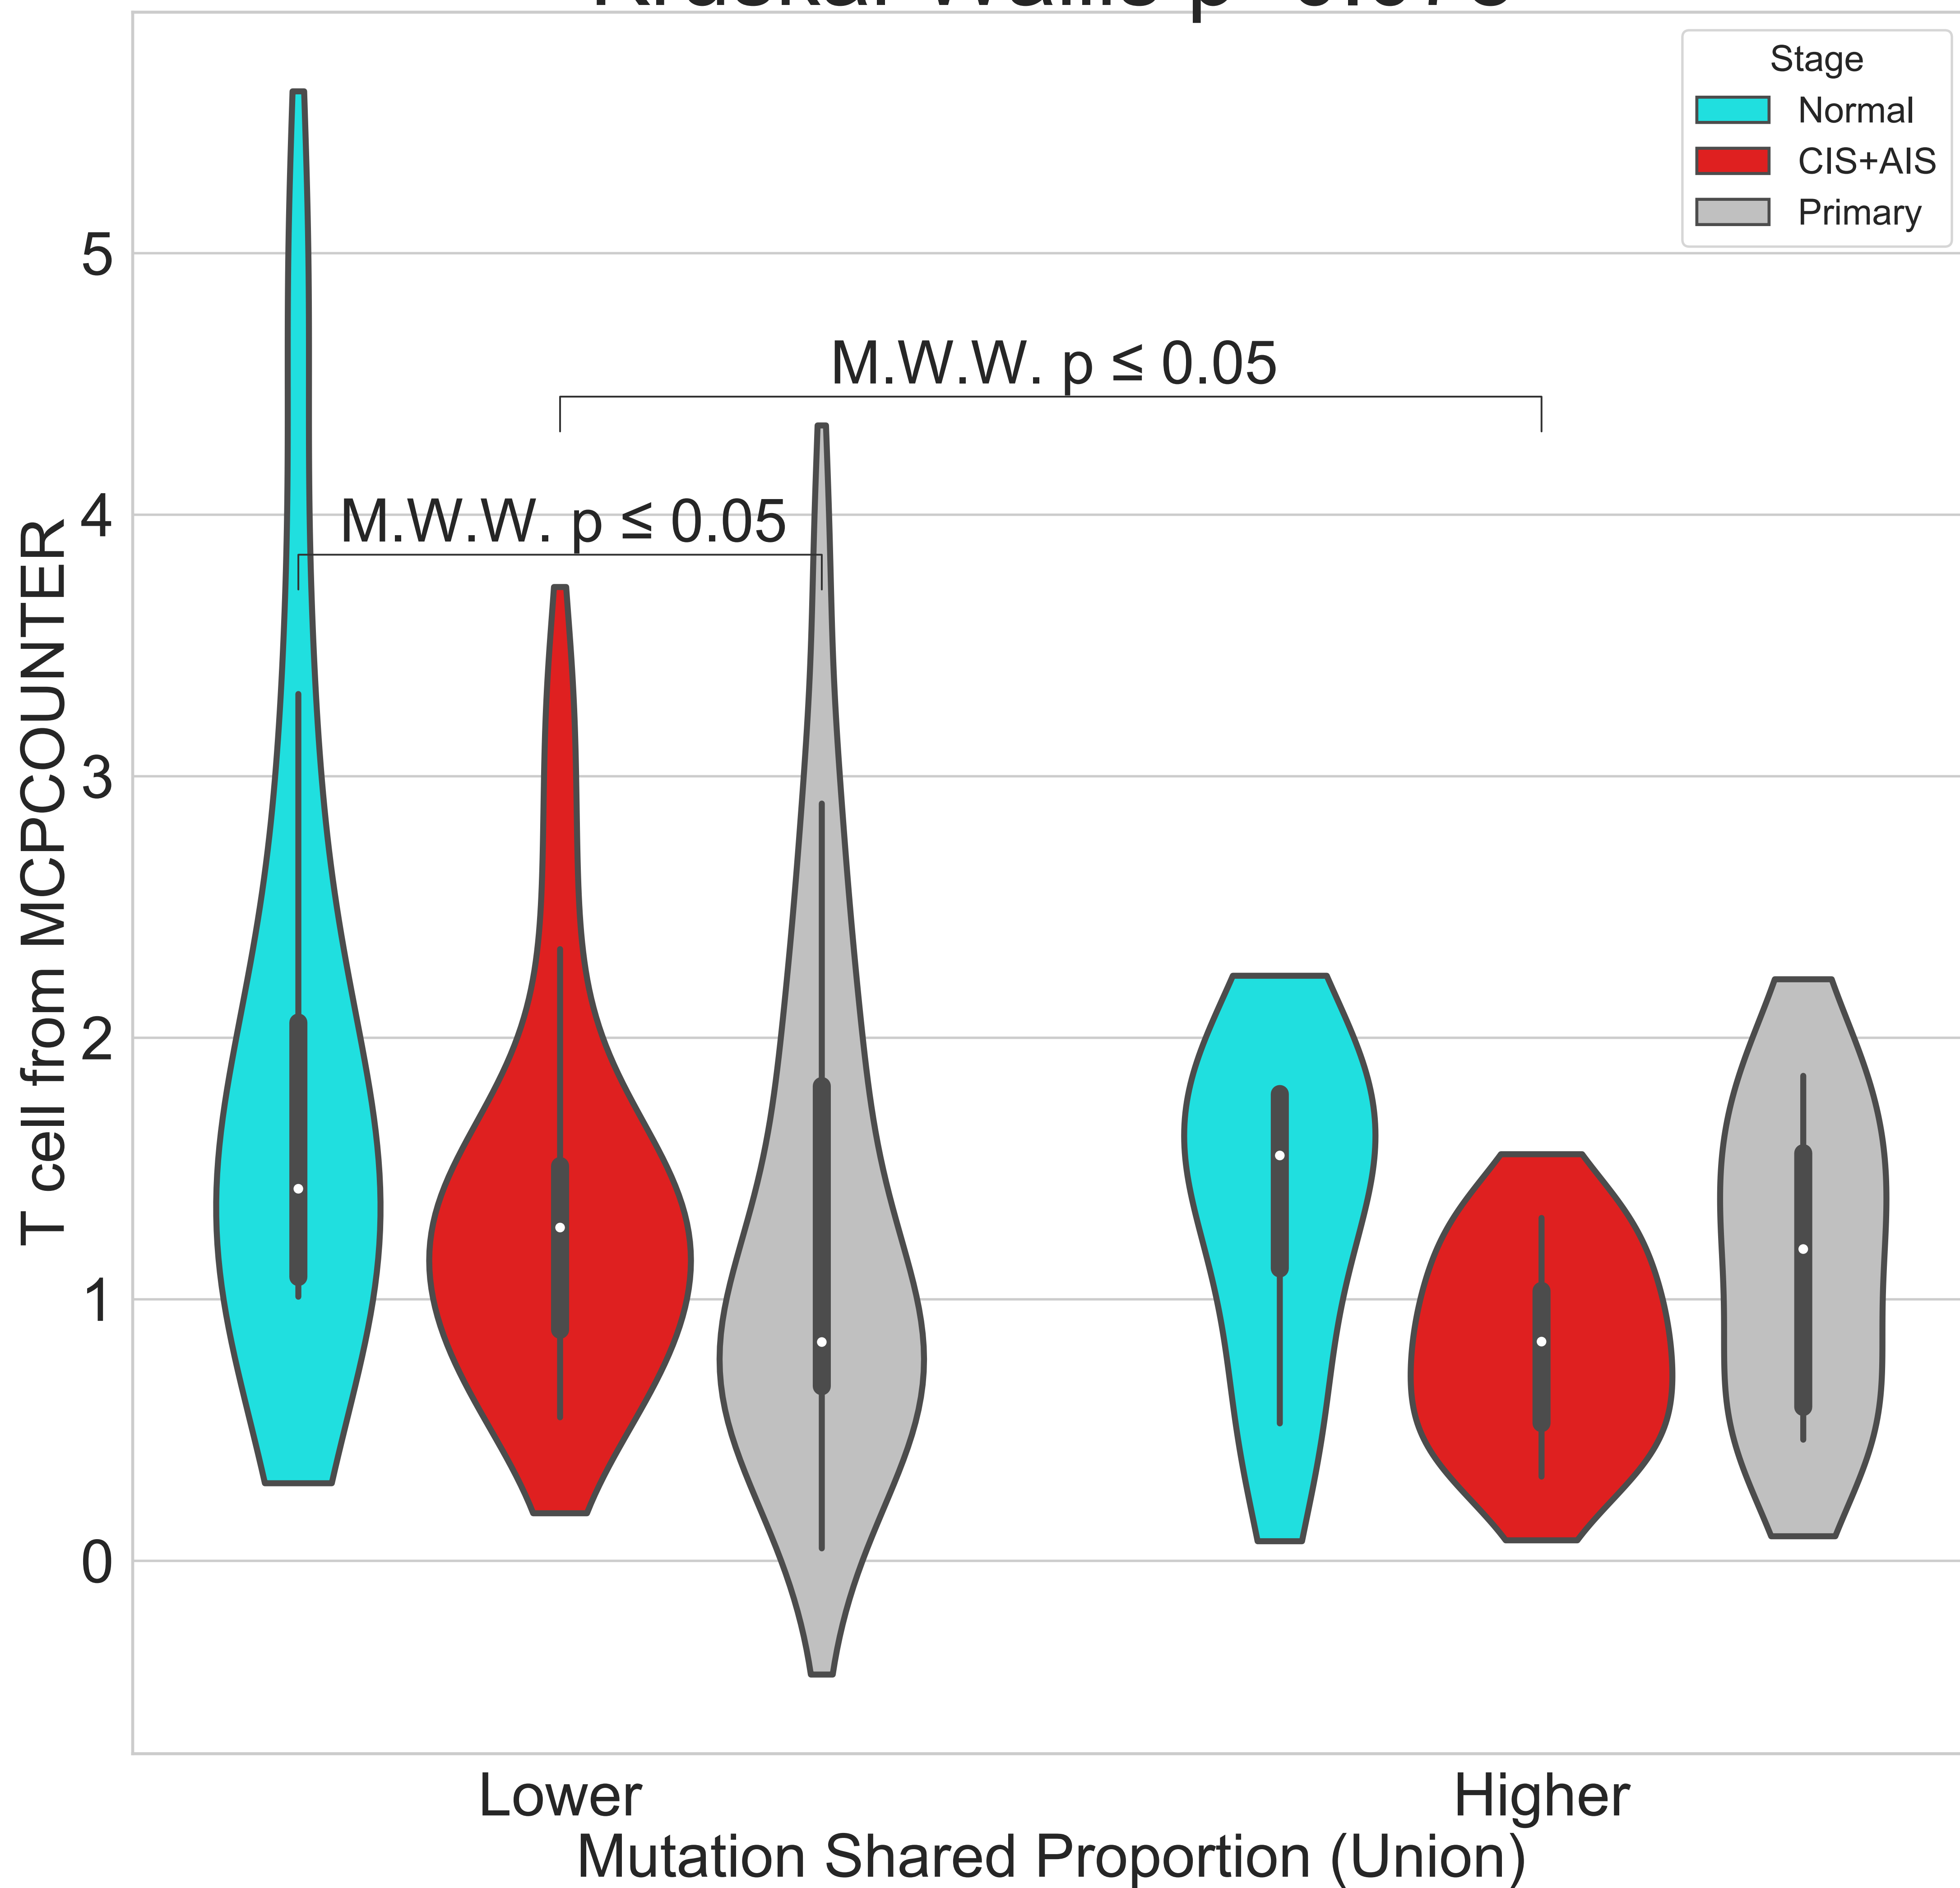 Stage
Normal
CIS+AIS
Primary
5
M.W.W. p ≤ 0.05
4
M.W.W. p ≤ 0.05
3
2
1
0
T cell from MCPCOUNTER
Lower
Higher
Mutation Shared Proportion (Union)